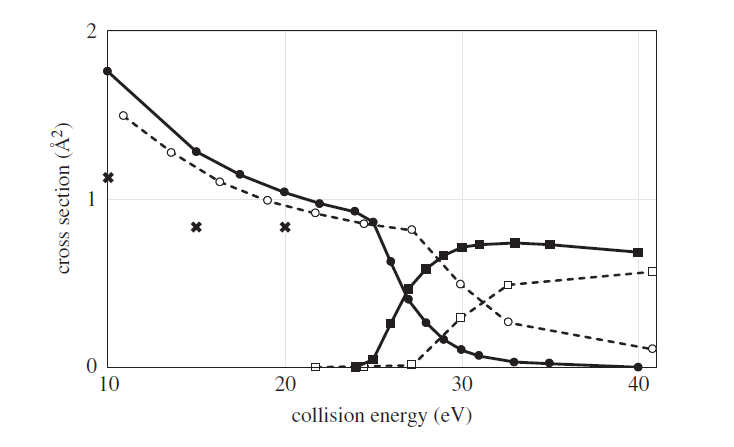 2
1
0
cross section (Å²)
10 20 30 40
collision energy (eV)